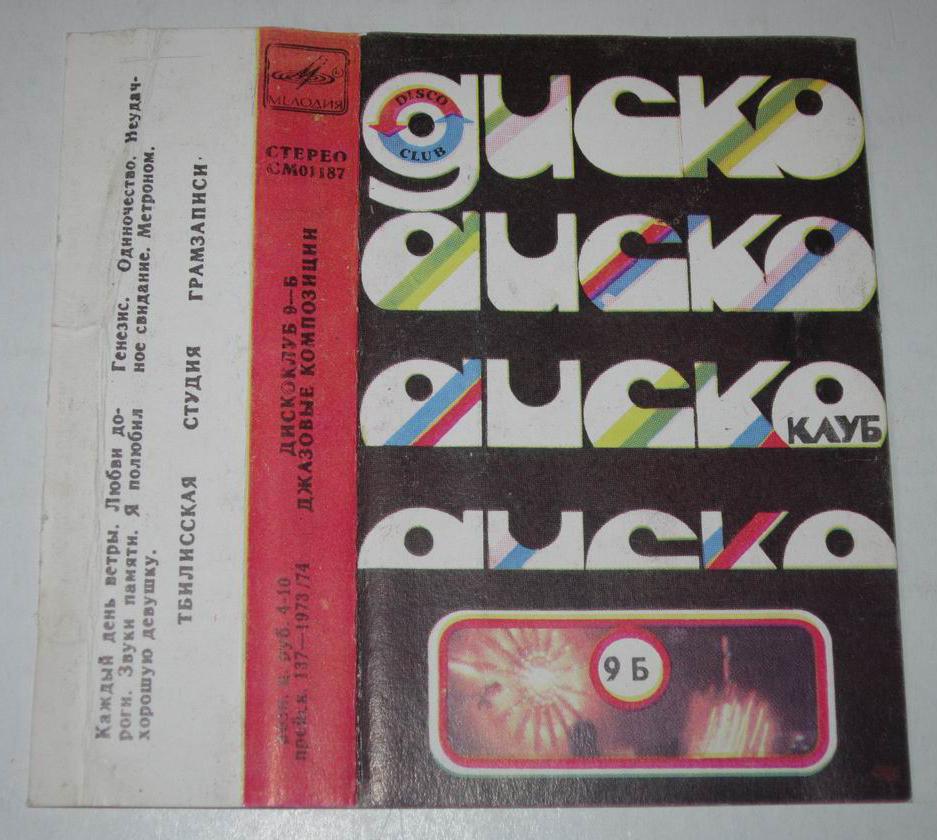 Каждый день ветры. Любви до-
роги. Звуки памяти. Я полюбил
хорошую девушку.
Генезис. Одиночество. Неудач-
ное свидание. Метроном.
ТБИЛИССКАЯ СТУДИЯ ГРАМЗАПИСИ
МЕЛОДИЯ
СТЕРЕО
СМ01187
ДИСКОКЛУБ 9—Б
ДЖАЗОВЫЕ КОМПОЗИЦИИ
ц. руб. 4-10
прейск. 137—1973/74
диско
DISCO
CLUB
диско
диско
КЛУБ
диско
9 Б